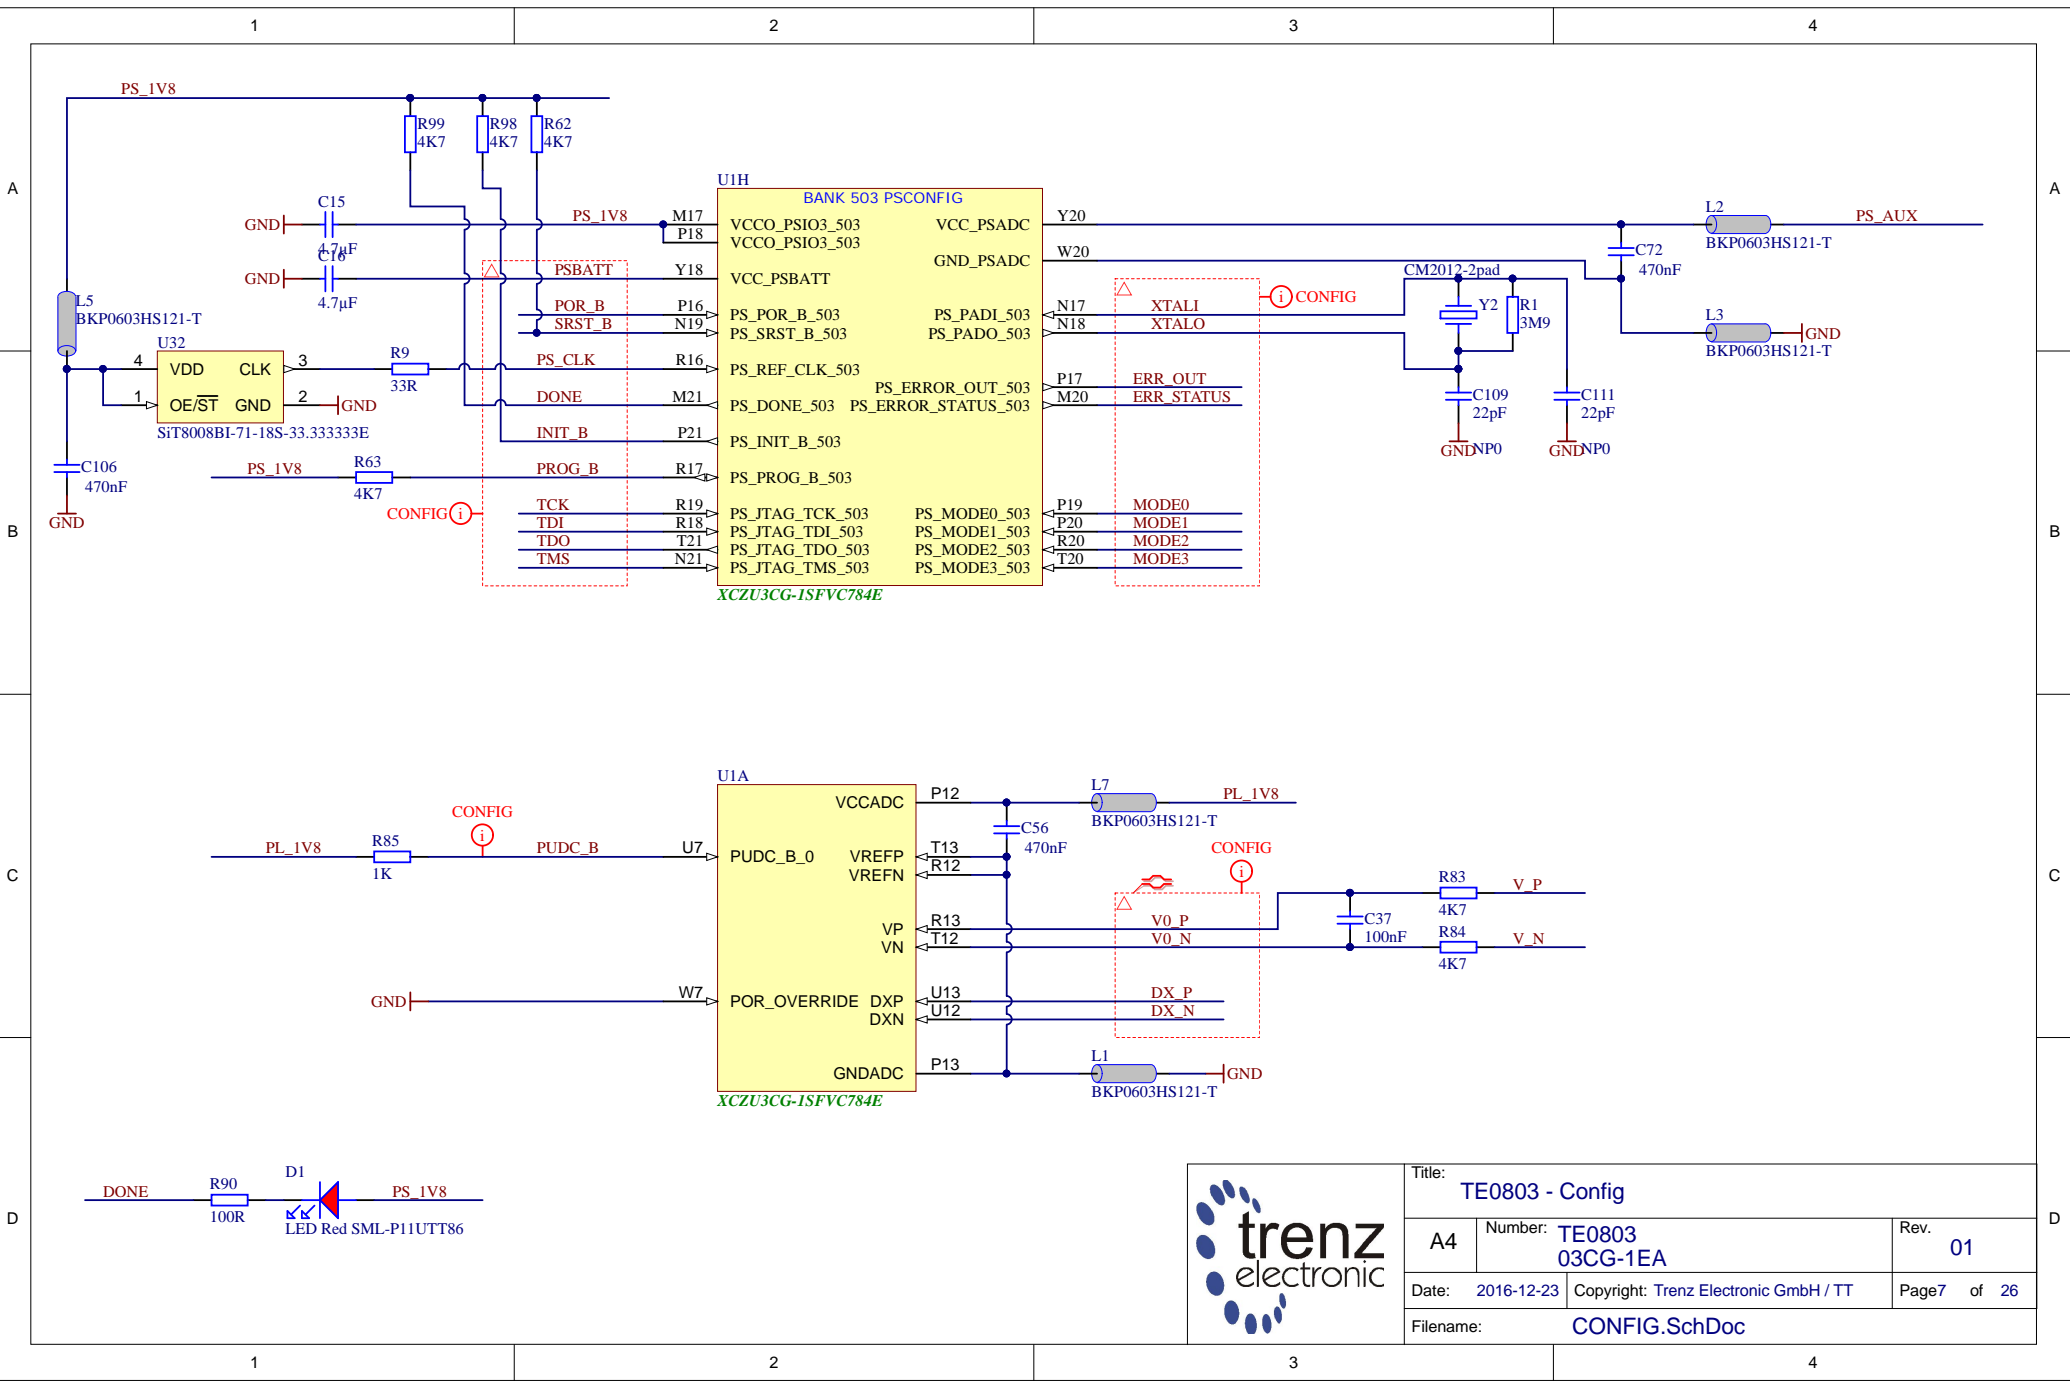 1 2 3 4
A A
B B
C C
D D
1 2 3 4
PS_1V8
R99
4K7
R98
4K7
R62
4K7
C15
GND
4.7µF
PS_1V8
C16
GND
4.7µF
L5
BKP0603HS121-T
U32
4 VDD CLK 3
1 OE/ST GND 2
GND
SiT8008BI-71-18S-33.333333E
R9
33R
C106
470nF
GND
PS_1V8
R63
4K7
CONFIG i
PSBATT
POR_B
SRST_B
PS_CLK
DONE
INIT_B
PROG_B
TCK
TDI
TDO
TMS
U1H
BANK 503 PSCONFIG
M17 VCCO_PSIO3_503
P18 VCCO_PSIO3_503
Y18 VCC_PSBATT
P16 PS_POR_B_503
N19 PS_SRST_B_503
R16 PS_REF_CLK_503
M21 PS_DONE_503
P21 PS_INIT_B_503
R17 PS_PROG_B_503
R19 PS_JTAG_TCK_503
R18 PS_JTAG_TDI_503
T21 PS_JTAG_TDO_503
N21 PS_JTAG_TMS_503
VCC_PSADC Y20
GND_PSADC W20
PS_PADI_503 N17 XTALI
PS_PADO_503 N18 XTALO
PS_ERROR_OUT_503 P17 ERR_OUT
PS_ERROR_STATUS_503 M20 ERR_STATUS
PS_MODE0_503 P19 MODE0
PS_MODE1_503 P20 MODE1
PS_MODE2_503 R20 MODE2
PS_MODE3_503 T20 MODE3
XCZU3CG-1SFVC784E
i CONFIG
CM2012-2pad
Y2
R1
3M9
C109
22pF
GND NP0
C111
22pF
GND NP0
C72
470nF
L2
BKP0603HS121-T
PS_AUX
L3
BKP0603HS121-T
GND
PL_1V8
R85
1K
CONFIG
i
PUDC_B
GND
U1A
U7 PUDC_B_0
W7 POR_OVERRIDE
VCCADC P12
VREFP T13
VREFN R12
VP R13
VN T12
DXP U13
DXN U12
GNDADC P13
XCZU3CG-1SFVC784E
L7
BKP0603HS121-T
PL_1V8
C56
470nF
CONFIG
i
V0_P
V0_N
DX_P
DX_N
C37
100nF
R83
4K7
V_P
R84
4K7
V_N
L1
BKP0603HS121-T
GND
DONE
R90
100R
D1
PS_1V8
LED Red SML-P11UTT86
trenz
electronic
Title:
TE0803 - Config
A4
Number: TE0803
03CG-1EA
Rev.
01
Date: 2016-12-23 Copyright: Trenz Electronic GmbH / TT Page7 of 26
Filename: CONFIG.SchDoc